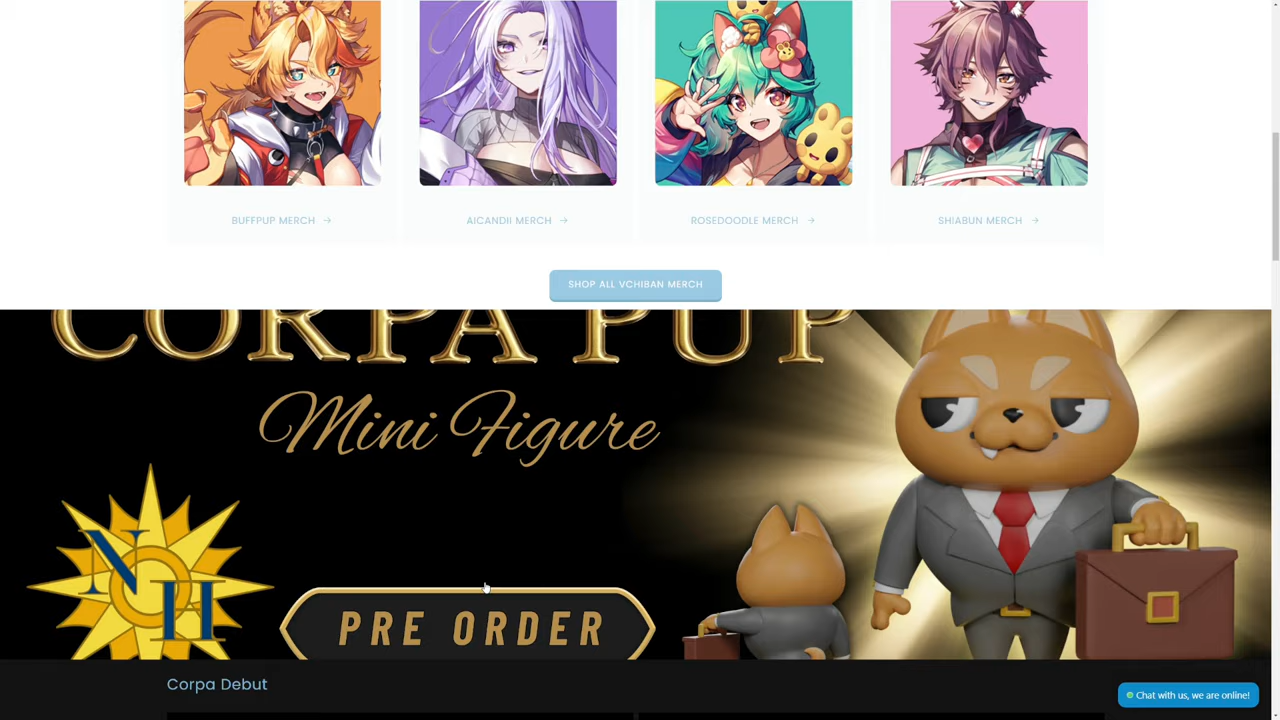 BUFFPUP MERCH →
AICANDII MERCH →
ROSEDOODLE MERCH →
SHIABUN MERCH →
SHOP ALL VCHIBAN MERCH
CORPA PUP
Mini Figure
NH
PRE ORDER
Corpa Debut
Chat with us, we are online!